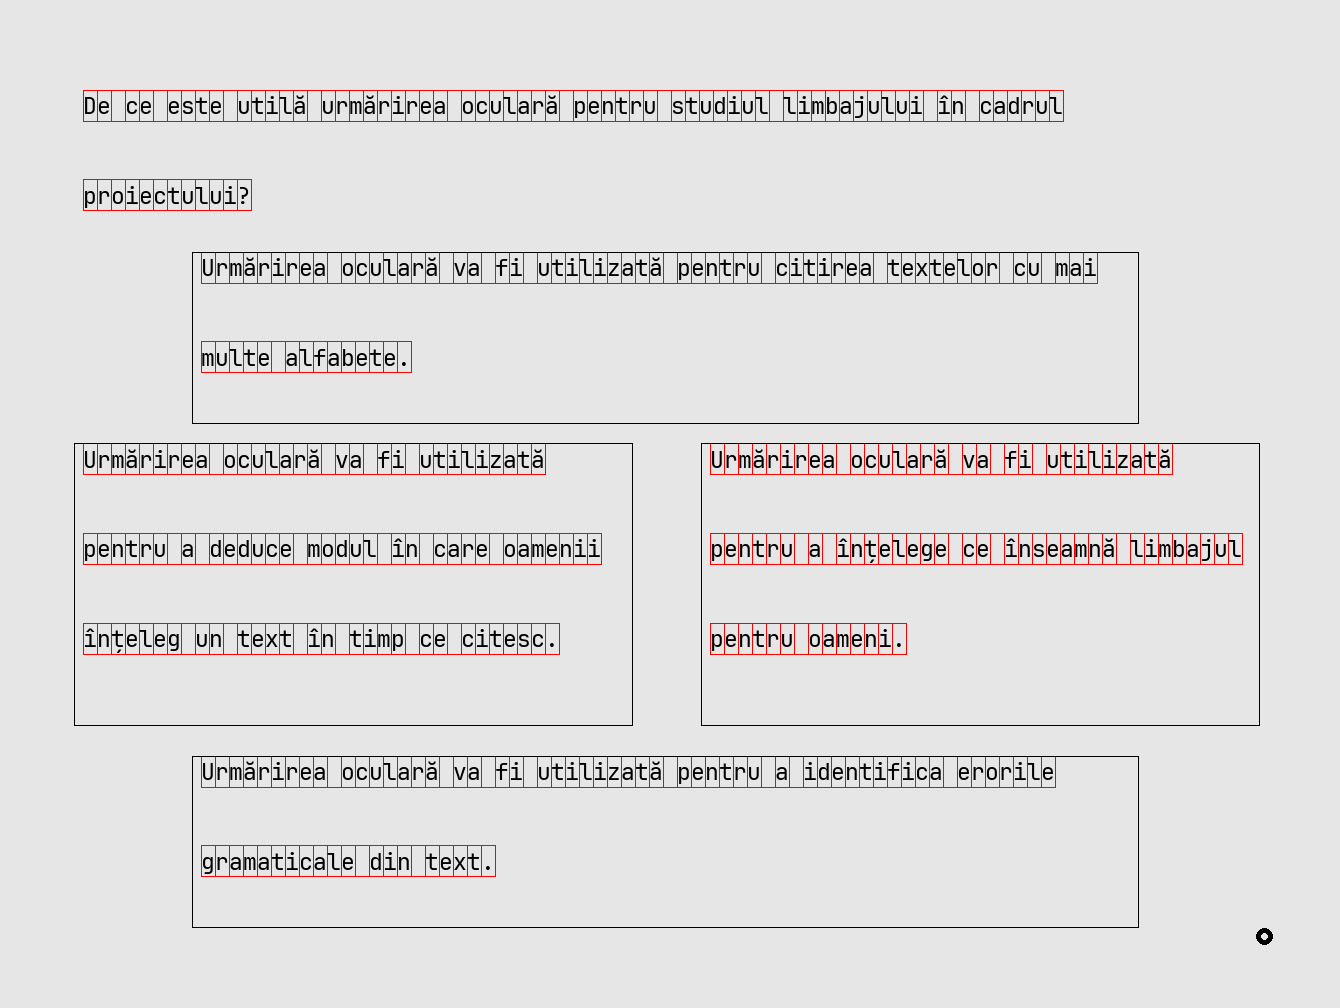 De ce este utilă urmărirea oculară pentru studiul limbajului în cadrul
proiectului?
Urmărirea oculară va fi utilizată pentru citirea textelor cu mai
multe alfabete.
Urmărirea oculară va fi utilizată
pentru a deduce modul în care oamenii
înțeleg un text în timp ce citesc.
Urmărirea oculară va fi utilizată
pentru a înțelege ce înseamnă limbajul
pentru oameni.
Urmărirea oculară va fi utilizată pentru a identifica erorile
gramaticale din text.